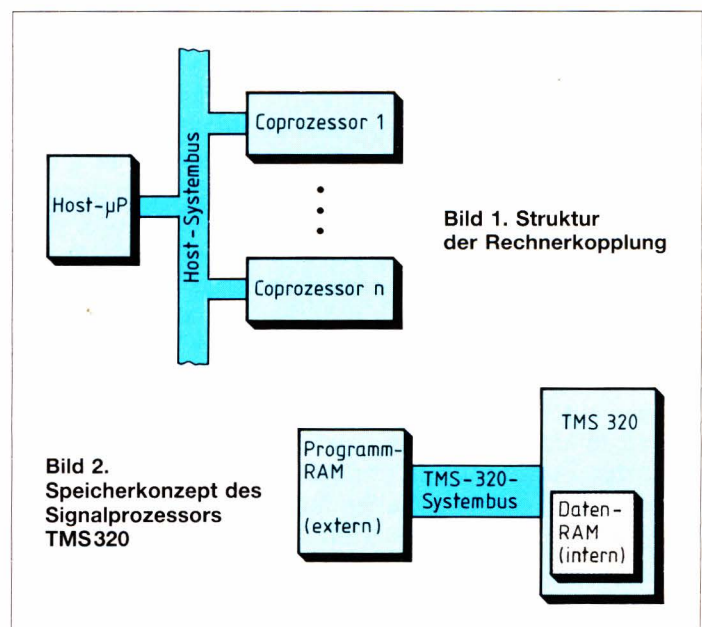 Host-µP
Host-Systembus
Coprozessor 1
Coprozessor n
Bild 1. Struktur
der Rechnerkopplung
Bild 2.
Speicherkonzept des
Signalprozessors
TMS320
Programm-
RAM
(extern)
TMS-320-
Systembus
TMS 320
Daten-
RAM
(intern)